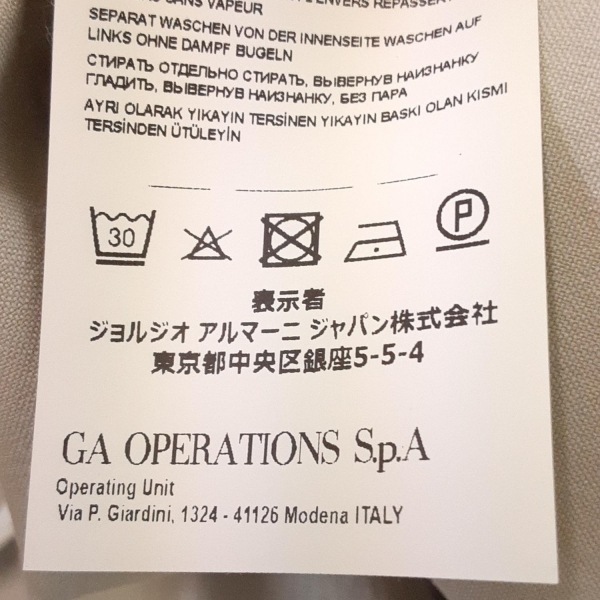 SANS VAPEUR
SEPARAT WASCHEN VON DER INNENSEITE WASCHEN AUF
LINKS OHNE DAMPF BUGELN
СТИРАТЬ ОТДЕЛЬНО СТИРАТЬ, ВЫВЕРНУВ НАИЗНАНКУ
ГЛАДИТЬ, ВЫВЕРНУВ НАИЗНАНКУ, БЕЗ ПАРА
AYRI OLARAK YIKAYIN TERSINEN YIKAYIN BASKI OLAN KISMI
TERSINDEN ÜTÜLEYİN
30 P
表示者
ジョルジオ アルマーニ ジャパン株式会社
東京都中央区銀座5-5-4
GA OPERATIONS S.p.A
Operating Unit
Via P. Giardini, 1324 - 41126 Modena ITALY